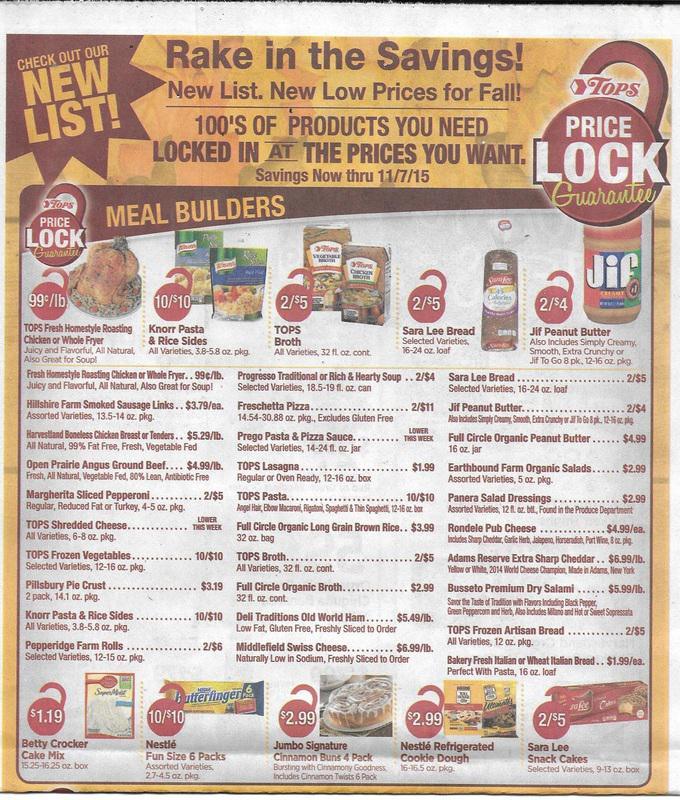 CHECK OUT OUR
NEW
LIST!
Rake in the Savings!
New List. New Low Prices for Fall!
100'S OF PRODUCTS YOU NEED
LOCKED IN AT THE PRICES YOU WANT.
Savings Now thru 11/7/15
TOPS
PRICE
LOCK
Guarantee
TOPS
PRICE
LOCK
Guarantee
MEAL BUILDERS
99¢/lb
TOPS Fresh Homestyle Roasting
Chicken or Whole Fryer
Juicy and Flavorful, All Natural,
Also Great for Soup!
Knorr
10/$10
Knorr Pasta
& Rice Sides
All Varieties, 3.8-5.8 oz. pkg.
TOPS
VEGETABLE
BROTH
TOPS
CHICKEN
BROTH
2/$5
TOPS
Broth
All Varieties, 32 fl. oz. cont.
Sara Lee
45
Calories
2/$5
Sara Lee Bread
Selected Varieties,
16-24 oz. loaf
Jif
CREAMY
2/$4
Jif Peanut Butter
Also Includes Simply Creamy,
Smooth, Extra Crunchy or
Jif To Go 8 pk., 12-16 oz. pkg.
Fresh Homestyle Roasting Chicken or Whole Fryer.. 99¢/lb.
Juicy and Flavorful, All Natural, Also Great for Soup!
Hillshire Farm Smoked Sausage Links.. $3.79/ea.
Assorted Varieties, 13.5-14 oz. pkg.
Harvestland Boneless Chicken Breast or Tenders.. $5.29/lb.
All Natural, 99% Fat Free, Fresh, Vegetable Fed
Open Prairie Angus Ground Beef.... $4.99/lb.
Fresh, All Natural, Vegetable Fed, 80% Lean, Antibiotic Free
Margherita Sliced Pepperoni............ 2/$5
Regular, Reduced Fat or Turkey, 4-5 oz. pkg.
TOPS Shredded Cheese............... LOWER THIS WEEK
All Varieties, 6-8 oz. pkg.
TOPS Frozen Vegetables.............. 10/$10
Selected Varieties, 12-16 oz. pkg.
Pillsbury Pie Crust...................... $3.19
2 pack, 14.1 oz. pkg.
Knorr Pasta & Rice Sides............. 10/$10
All Varieties, 3.8-5.8 oz. pkg.
Pepperidge Farm Rolls................... 2/$6
Selected Varieties, 12-15 oz. pkg.
Progresso Traditional or Rich & Hearty Soup.. 2/$4
Selected Varieties, 18.5-19 fl. oz. can
Freschetta Pizza........................ 2/$11
14.54-30.88 oz. pkg., Excludes Gluten Free
Prego Pasta & Pizza Sauce............ LOWER THIS WEEK
Selected Varieties, 14-24 fl. oz. jar
TOPS Lasagna.......................... $1.99
Regular or Oven Ready, 12-16 oz. box
TOPS Pasta.............................. 10/$10
Angel Hair, Elbow Macaroni, Rigatoni, Spaghetti & Thin Spaghetti, 12-16 oz. box
Full Circle Organic Long Grain Brown Rice.. $3.99
32 oz. bag
TOPS Broth................................ 2/$5
All Varieties, 32 fl. oz. cont.
Full Circle Organic Broth............... $2.99
32 fl. oz. cont.
Deli Traditions Old World Ham....... $5.49/lb.
Low Fat, Gluten Free, Freshly Sliced to Order
Middlefield Swiss Cheese............ $6.99/lb.
Naturally Low in Sodium, Freshly Sliced to Order
Sara Lee Bread.......................... 2/$5
Selected Varieties, 16-24 oz. loaf
Jif Peanut Butter......................... 2/$4
Also Includes Simply Creamy, Smooth, Extra Crunchy or Jif To Go 8 pk., 12-16 oz. pkg.
Full Circle Organic Peanut Butter...... $4.99
16 oz. jar
Earthbound Farm Organic Salads...... $2.99
Assorted Varieties, 5 oz. pkg.
Panera Salad Dressings................ $2.99
Assorted Varieties, 12 fl. oz. btl., Found in the Produce Department
Rondele Pub Cheese................ $4.99/ea.
Includes Sharp Cheddar, Garlic Herb, Jalapeno, Horseradish, Port Wine, 8 oz. pkg.
Adams Reserve Extra Sharp Cheddar.. $6.99/lb.
Yellow or White, 2014 World Cheese Champion, Made in Adams, New York
Busseto Premium Dry Salami........ $5.99/lb.
Savor the Taste of Tradition with Flavors Including Black Pepper,
Green Peppercorn and Herb, Also Includes Milano and Hot or Sweet Sopressata
TOPS Frozen Artisan Bread............. 2/$5
All Varieties, 12 oz. pkg.
Bakery Fresh Italian or Wheat Italian Bread.. $1.99/ea.
Perfect With Pasta, 16 oz. loaf
Betty Crocker
SuperMoist
$1.19
Betty Crocker
Cake Mix
15.25-16.25 oz. box
Nestlé
Butterfinger
6 PACK
10/$10
Nestlé
Fun Size 6 Packs
Assorted Varieties,
2.7-4.5 oz. pkg.
$2.99
Jumbo Signature
Cinnamon Buns 4 Pack
Bursting with Cinnamony Goodness,
Includes Cinnamon Twists 6 Pack
$2.99
Nestlé Refrigerated
Cookie Dough
16-16.5 oz. pkg.
2/$5
Sara Lee
Snack Cakes
Selected Varieties, 9-13 oz. box